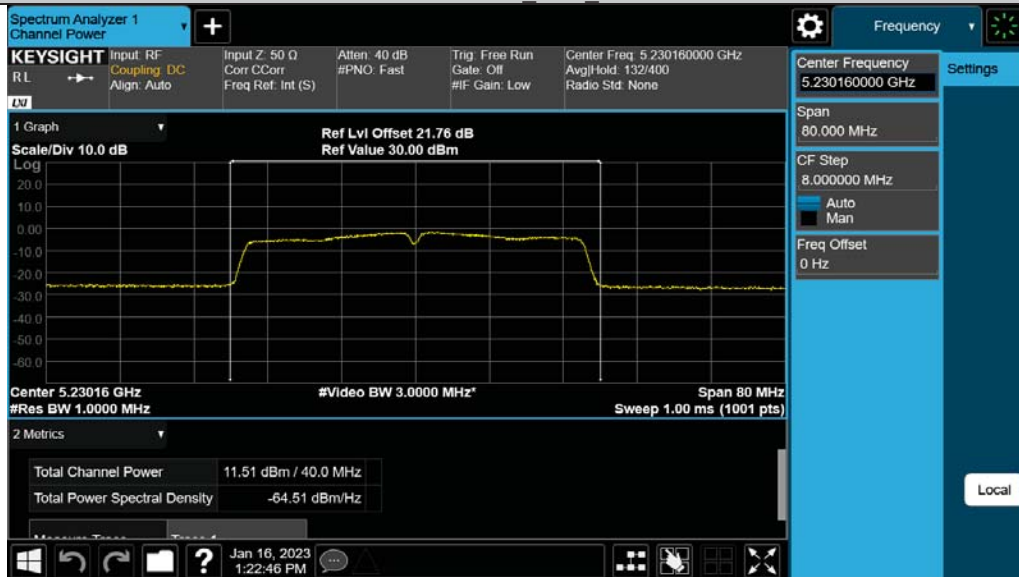 Spectrum Analyzer 1
Channel Power
+
Frequency
KEYSIGHT
RL
LXI
Input: RF
Coupling: DC
Align: Auto
Input Z: 50 Ω
Corr CCorr
Freq Ref: Int (S)
Atten: 40 dB
#PNO: Fast
Trig: Free Run
Gate: Off
#IF Gain: Low
Center Freq: 5.230160000 GHz
Avg|Hold: 132/400
Radio Std: None
Center Frequency
5.230160000 GHz
Settings
Span
80.000 MHz
CF Step
8.000000 MHz
Auto
Man
Freq Offset
0 Hz
Local
1 Graph
Scale/Div 10.0 dB
Ref Lvl Offset 21.76 dB
Ref Value 30.00 dBm
Log
20.0
10.0
0.00
-10.0
-20.0
-30.0
-40.0
-50.0
-60.0
Center 5.23016 GHz
#Res BW 1.0000 MHz
#Video BW 3.0000 MHz*
Span 80 MHz
Sweep 1.00 ms (1001 pts)
2 Metrics
Total Channel Power 11.51 dBm / 40.0 MHz
Total Power Spectral Density -64.51 dBm/Hz
?
Jan 16, 2023
1:22:46 PM